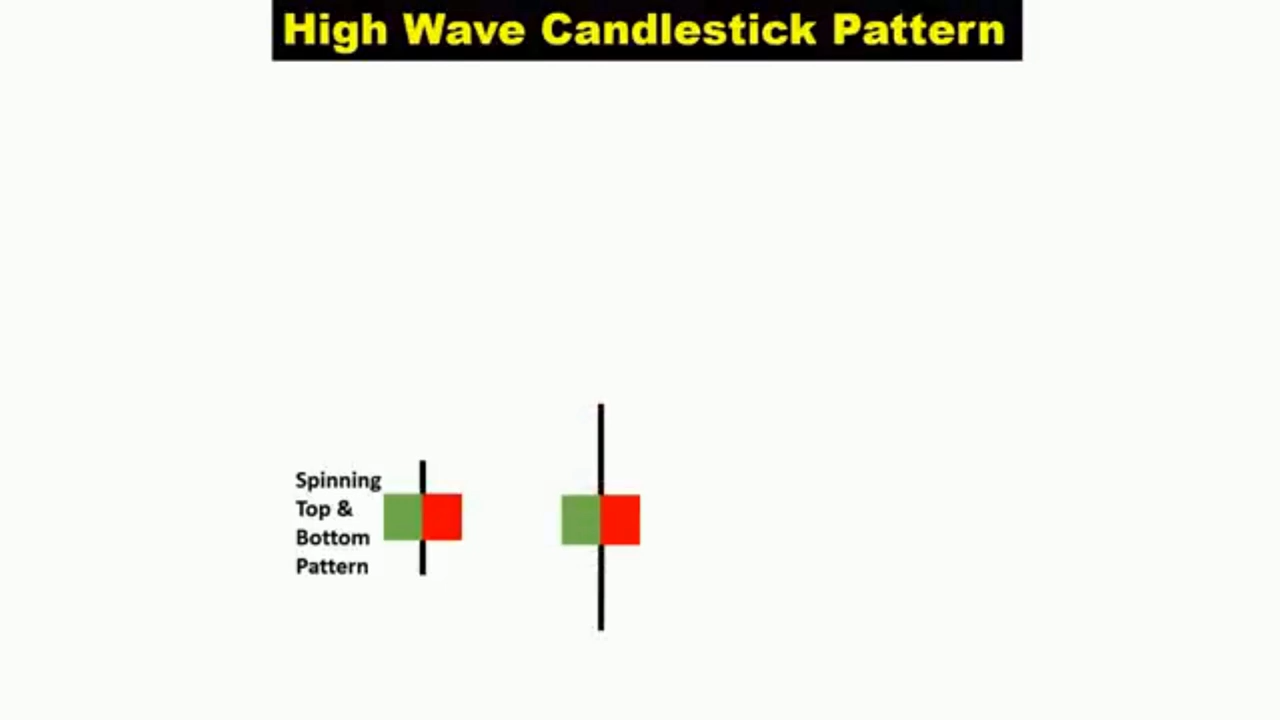 High Wave Candlestick Pattern
Spinning
Top &
Bottom
Pattern